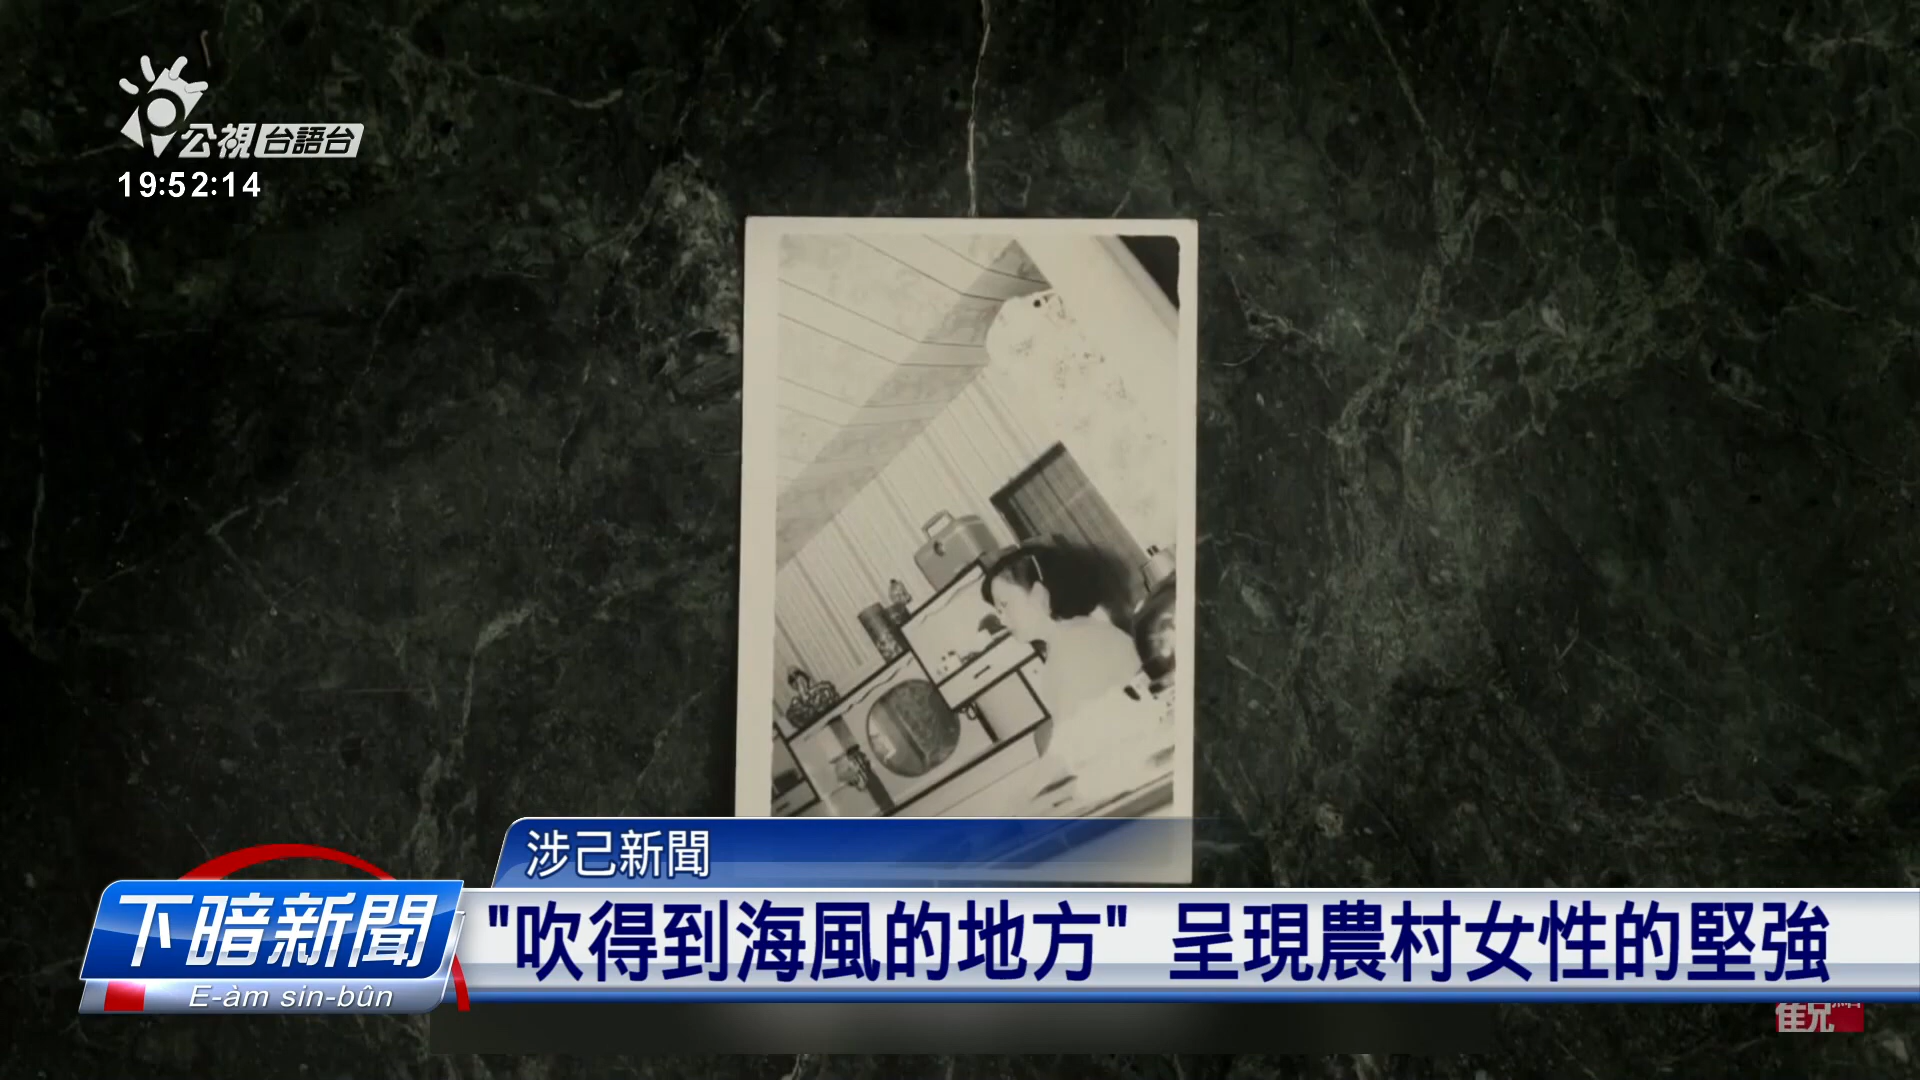 公視台語台
19:52:14
涉己新聞
"吹得到海風的地方" 呈現農村女性的堅強
下暗新聞
E-àm sin-bûn